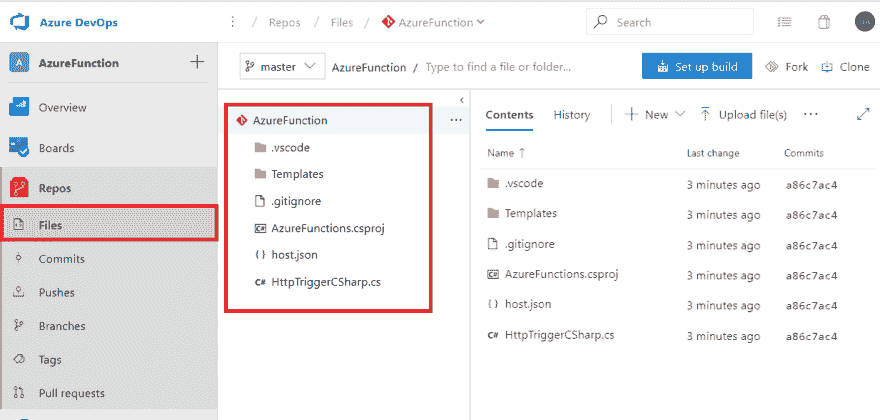 Azure DevOps / Repos / Files / AzureFunction Search
AzureFunction + master AzureFunction / Type to find a file or folder... Set up build Fork Clone
Overview
Boards
Repos
Files
Commits
Pushes
Branches
Tags
Pull requests
AzureFunction ...
.vscode
Templates
.gitignore
C# AzureFunctions.csproj
{ } host.json
C# HttpTriggerCSharp.cs
Contents History + New Upload file(s) ...
Name ↑ Last change Commits
.vscode 3 minutes ago a86c7ac4
Templates 3 minutes ago a86c7ac4
.gitignore 3 minutes ago a86c7ac4
C# AzureFunctions.csproj 3 minutes ago a86c7ac4
{ } host.json 3 minutes ago a86c7ac4
C# HttpTriggerCSharp.cs 3 minutes ago a86c7ac4